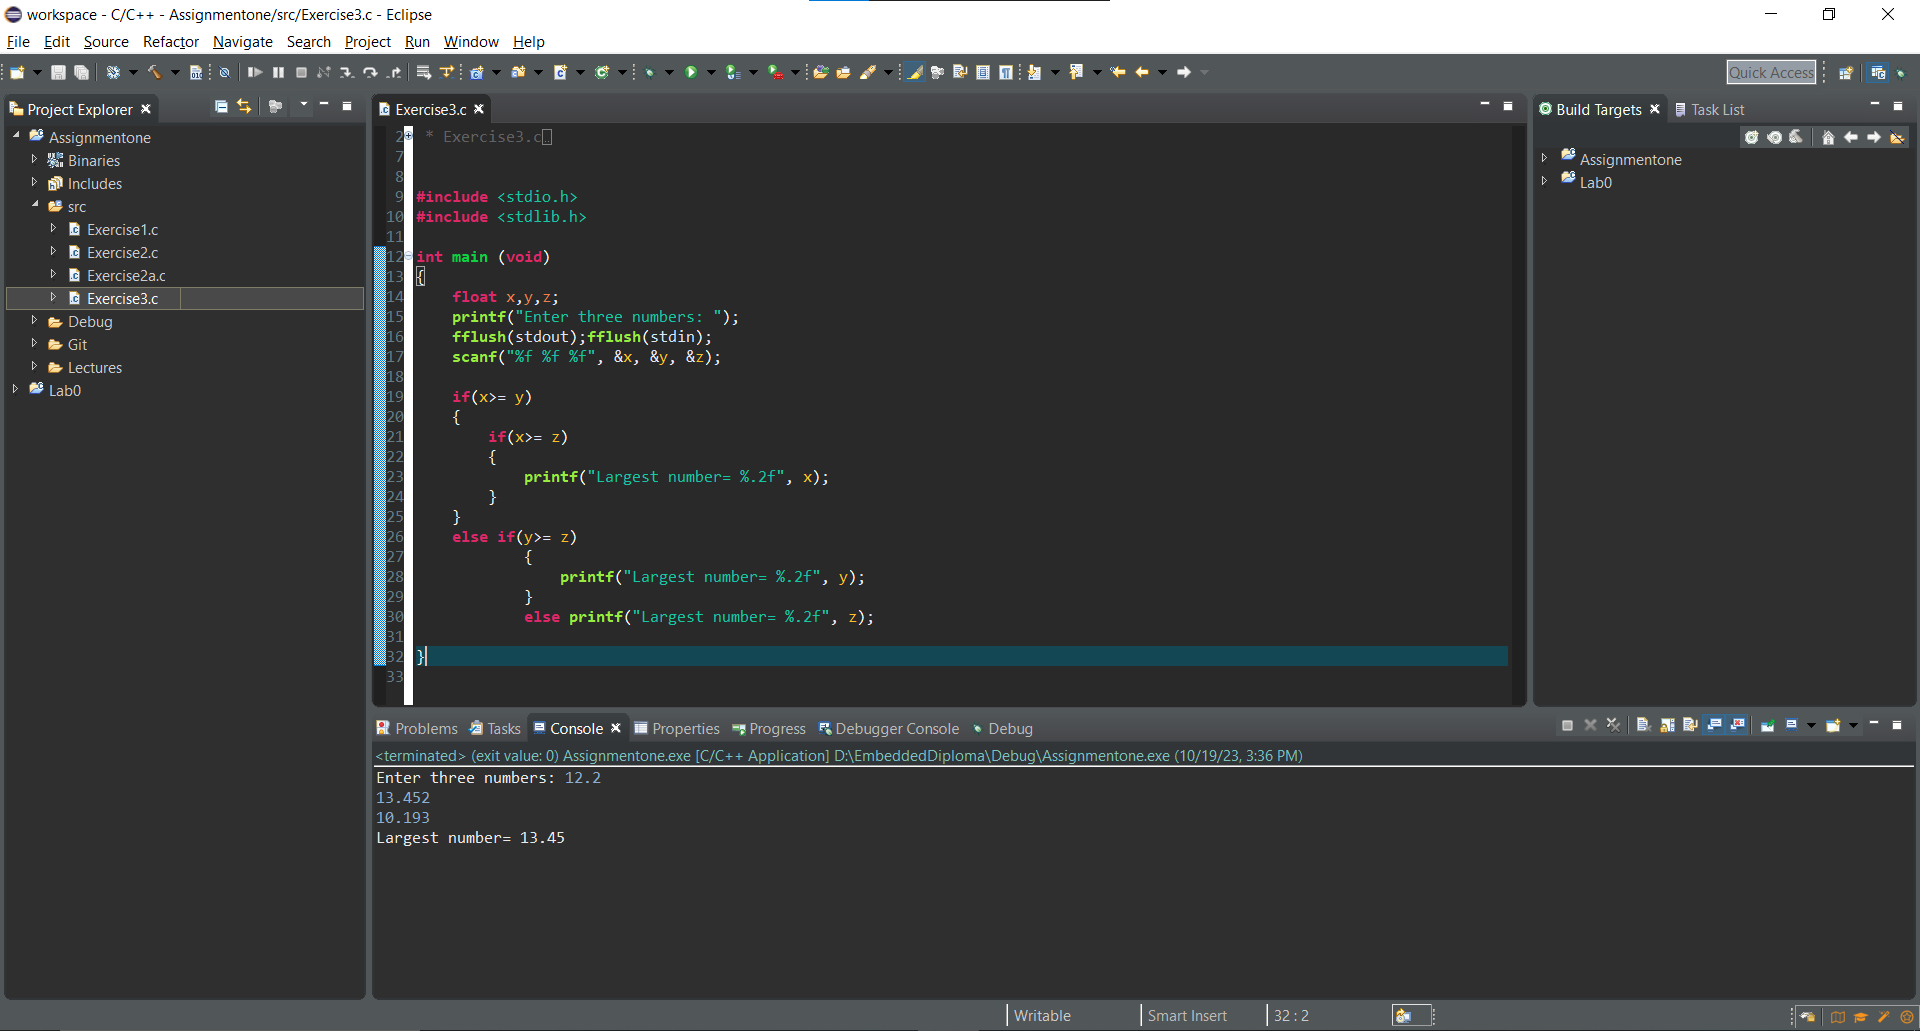 workspace - C/C++ - Assignmentone/src/Exercise3.c - Eclipse
File Edit Source Refactor Navigate Search Project Run Window Help
Quick Access
Project Explorer
Assignmentone
Binaries
Includes
src
Exercise1.c
Exercise2.c
Exercise2a.c
Exercise3.c
Debug
Git
Lectures
Lab0
Exercise3.c
2 * Exercise3.c
7
8
9 #include <stdio.h>
10 #include <stdlib.h>
11
12 int main (void)
13 {
14 float x,y,z;
15 printf("Enter three numbers: ");
16 fflush(stdout);fflush(stdin);
17 scanf("%f %f %f", &x, &y, &z);
18
19 if(x>= y)
20 {
21 if(x>= z)
22 {
23 printf("Largest number= %.2f", x);
24 }
25 }
26 else if(y>= z)
27 {
28 printf("Largest number= %.2f", y);
29 }
30 else printf("Largest number= %.2f", z);
31
32 }
33
Build Targets Task List
Assignmentone
Lab0
Problems Tasks Console Properties Progress Debugger Console Debug
<terminated> (exit value: 0) Assignmentone.exe [C/C++ Application] D:\EmbeddedDiploma\Debug\Assignmentone.exe (10/19/23, 3:36 PM)
Enter three numbers: 12.2
13.452
10.193
Largest number= 13.45
Writable Smart Insert 32 : 2